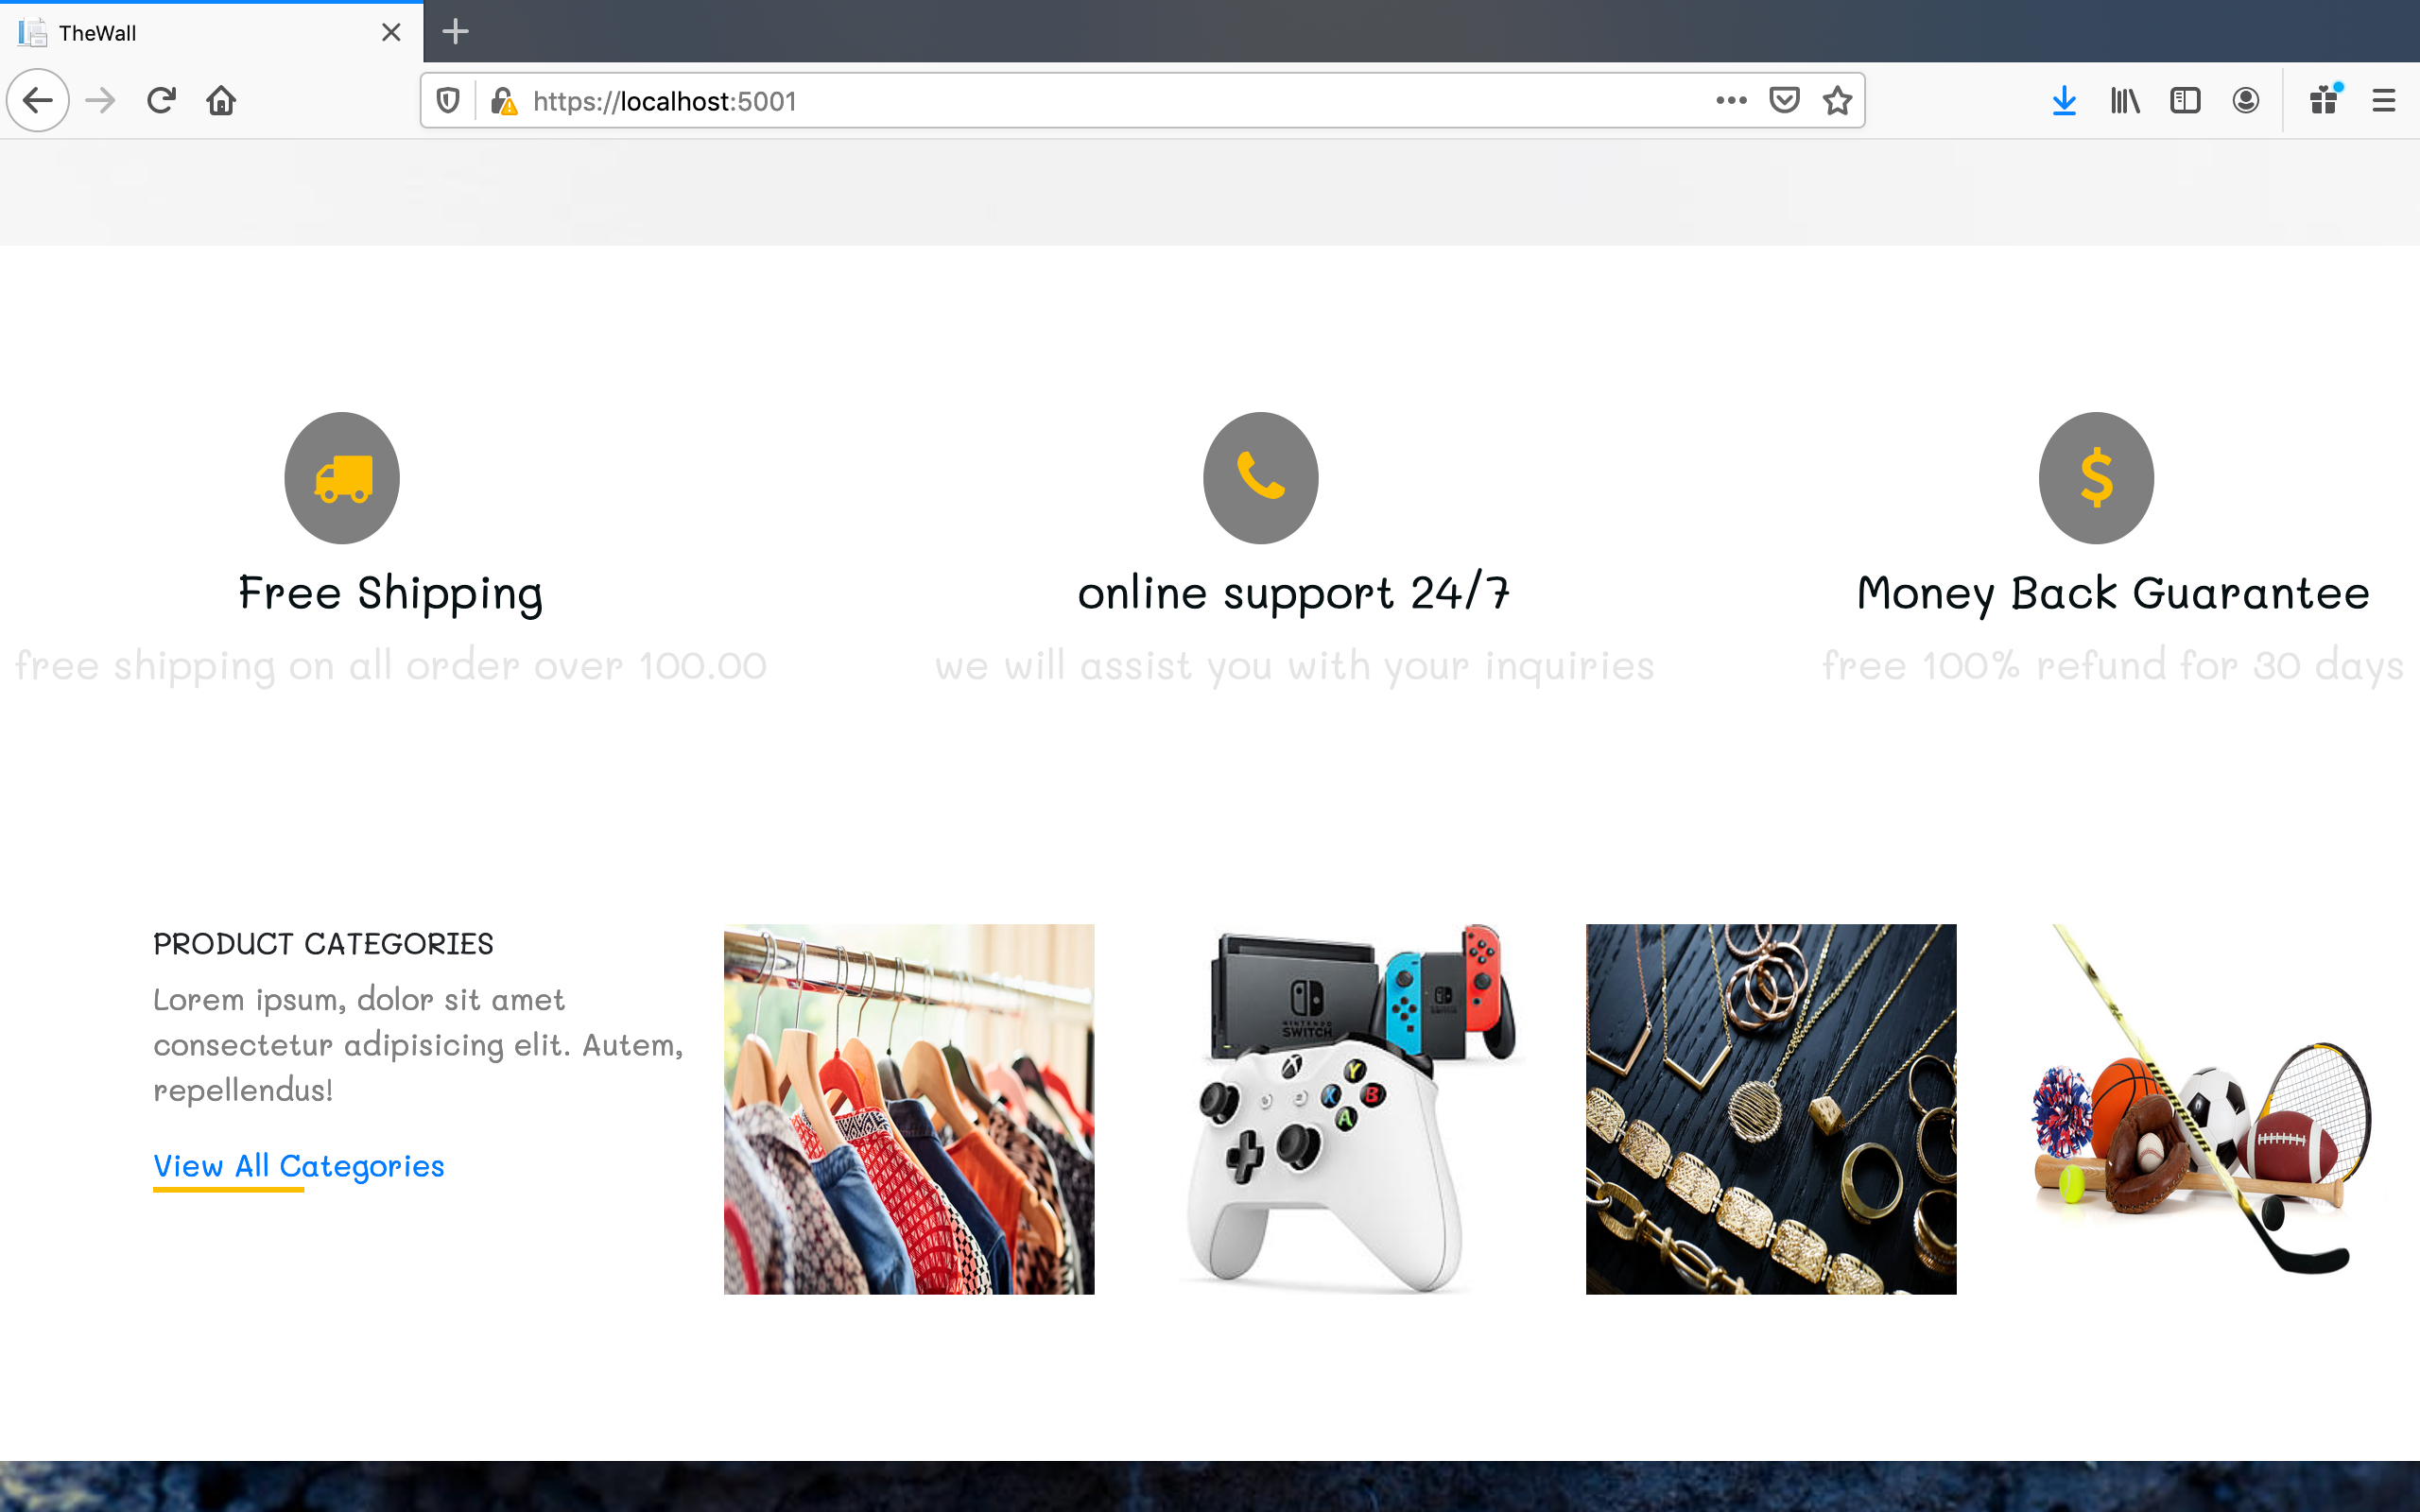 TheWall
https://localhost:5001
Free Shipping
online support 24/7
Money Back Guarantee
free shipping on all order over 100.00
we will assist you with your inquiries
free 100% refund for 30 days
PRODUCT CATEGORIES
Lorem ipsum, dolor sit amet
consectetur adipisicing elit. Autem,
repellendus!
View All Categories
NINTENDO
SWITCH
Y
X B
A